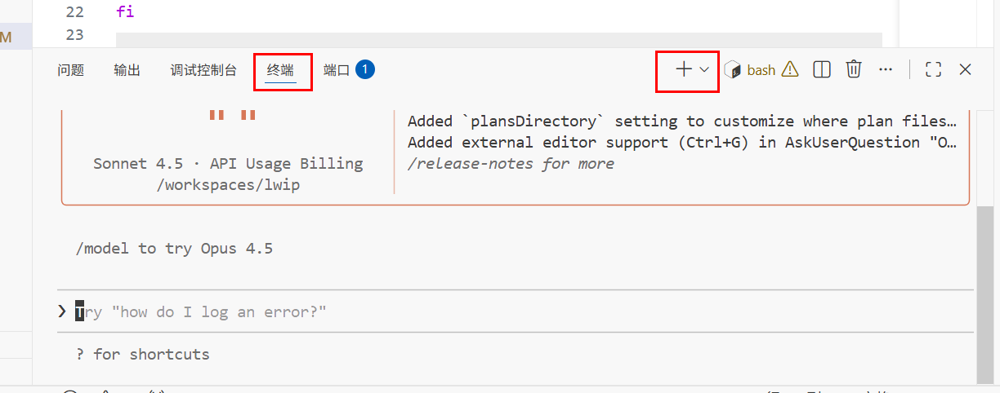 22 fi
23
M
问题 输出 调试控制台 终端 端口 1 bash
Added `plansDirectory` setting to customize where plan files…
Added external editor support (Ctrl+G) in AskUserQuestion "O…
Sonnet 4.5 · API Usage Billing
/release-notes for more
/workspaces/lwip
/model to try Opus 4.5
❯ Try "how do I log an error?"
? for shortcuts